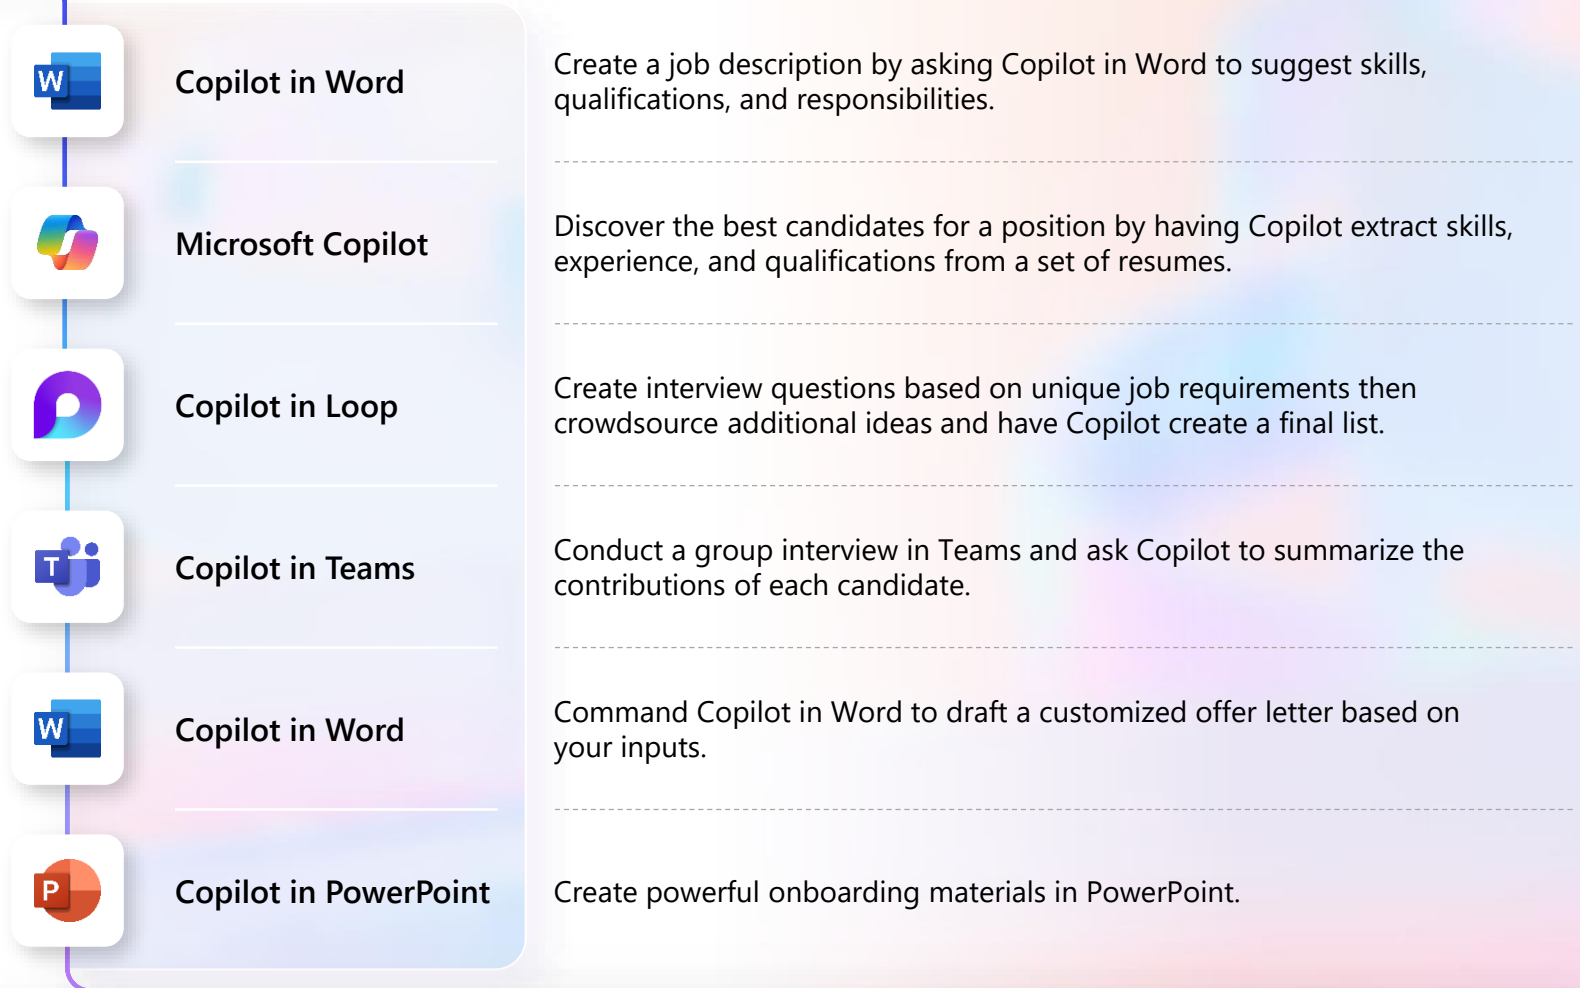 W
Copilot in Word
Create a job description by asking Copilot in Word to suggest skills,
qualifications, and responsibilities.
Microsoft Copilot
Discover the best candidates for a position by having Copilot extract skills,
experience, and qualifications from a set of resumes.
Copilot in Loop
Create interview questions based on unique job requirements then
crowdsource additional ideas and have Copilot create a final list.
T
Copilot in Teams
Conduct a group interview in Teams and ask Copilot to summarize the
contributions of each candidate.
W
Copilot in Word
Command Copilot in Word to draft a customized offer letter based on
your inputs.
P
Copilot in PowerPoint
Create powerful onboarding materials in PowerPoint.